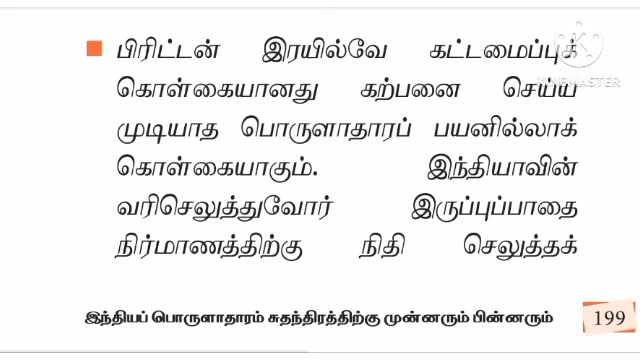 பிரிட்டன் இரயில்வே கட்டமைப்புக்
கொள்கையானது கற்பனை செய்ய
முடியாத பொருளாதாரப் பயனில்லாக்
கொள்கையாகும். இந்தியாவின்
வரிசெலுத்துவோர் இருப்புப்பாதை
நிர்மாணத்திற்கு நிதி செலுத்தக்
இந்தியப் பொருளாதாரம் சுதந்திரத்திற்கு முன்னரும் பின்னரும் 199
KINEMASTER